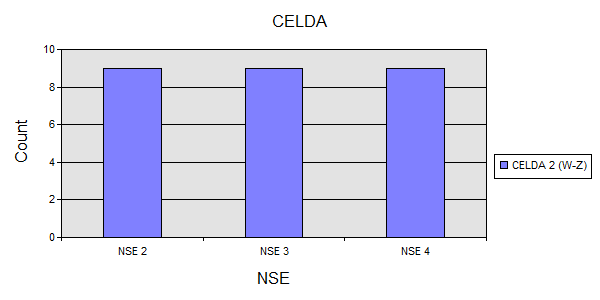 CELDA
10
8
6
4
2
0
Count
NSE 2
NSE 3
NSE 4
NSE
CELDA 2 (W-Z)